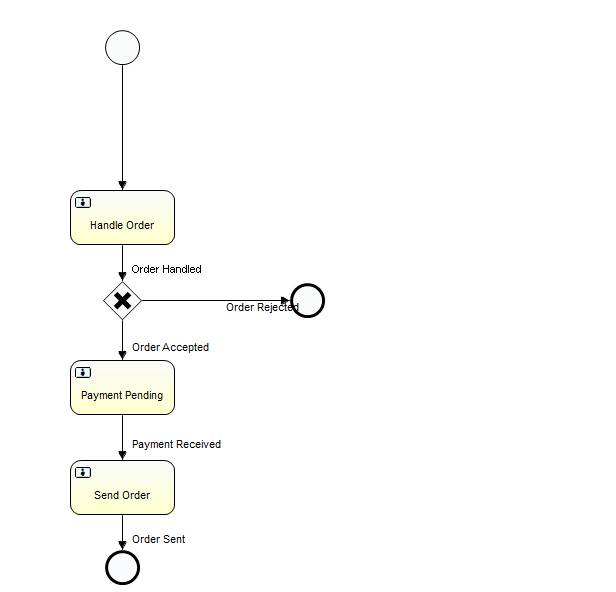 Handle Order
Order Handled
Order Rejected
Order Accepted
Payment Pending
Payment Received
Send Order
Order Sent